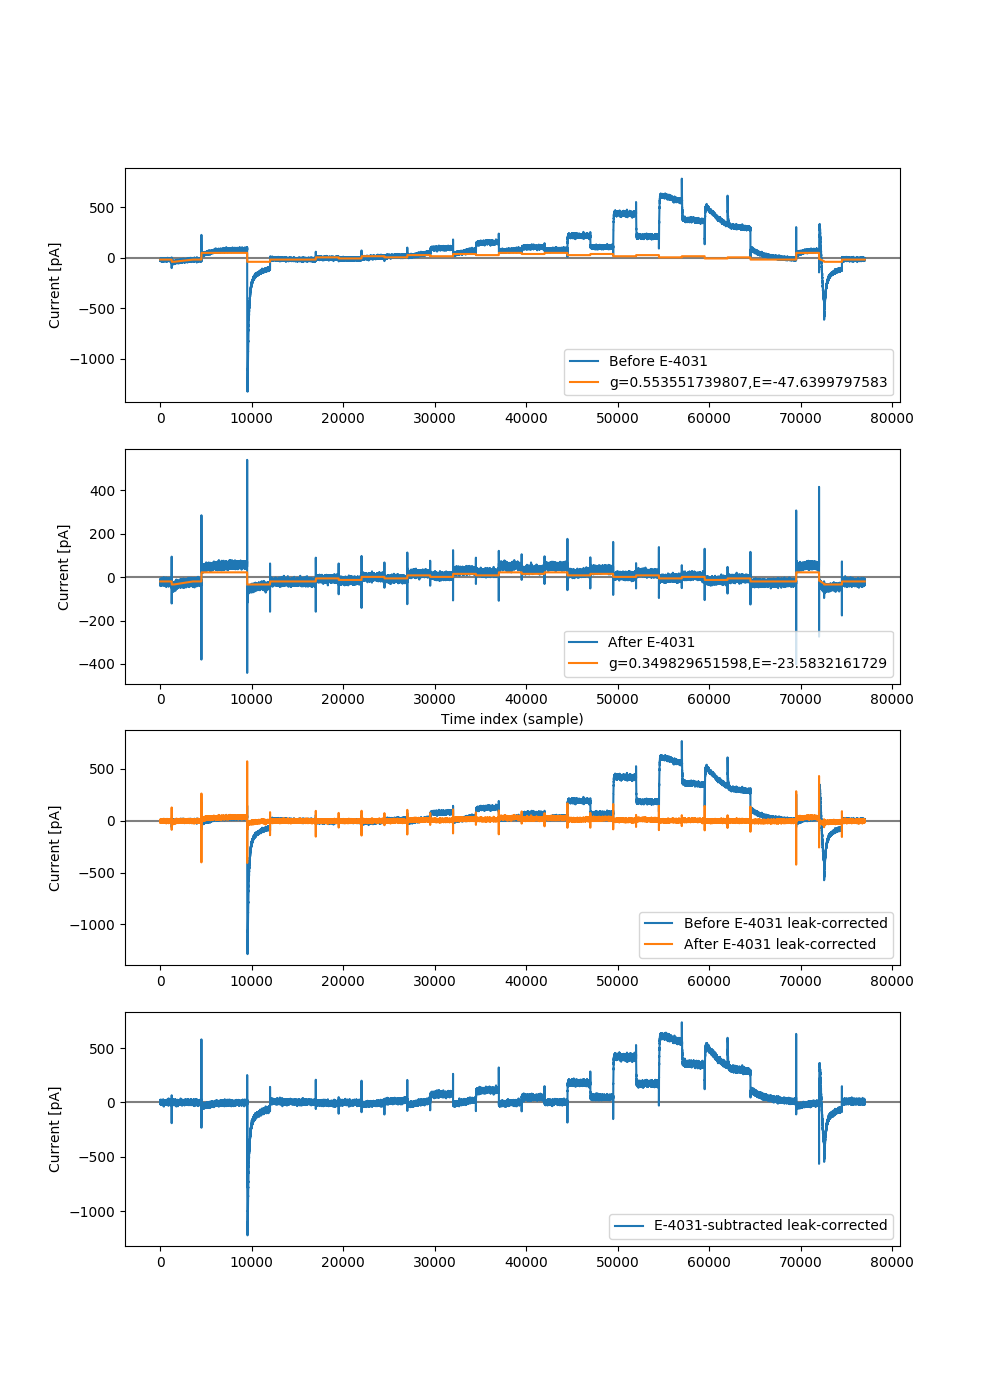 500
0
−500
−1000
Current [pA]
Before E-4031
g=0.553551739807,E=-47.6399797583
0 10000 20000 30000 40000 50000 60000 70000 80000
400
200
0
−200
−400
Current [pA]
After E-4031
g=0.349829651598,E=-23.5832161729
0 10000 20000 30000 40000 50000 60000 70000 80000
Time index (sample)
500
0
−500
−1000
Current [pA]
Before E-4031 leak-corrected
After E-4031 leak-corrected
0 10000 20000 30000 40000 50000 60000 70000 80000
500
0
−500
−1000
Current [pA]
E-4031-subtracted leak-corrected
0 10000 20000 30000 40000 50000 60000 70000 80000